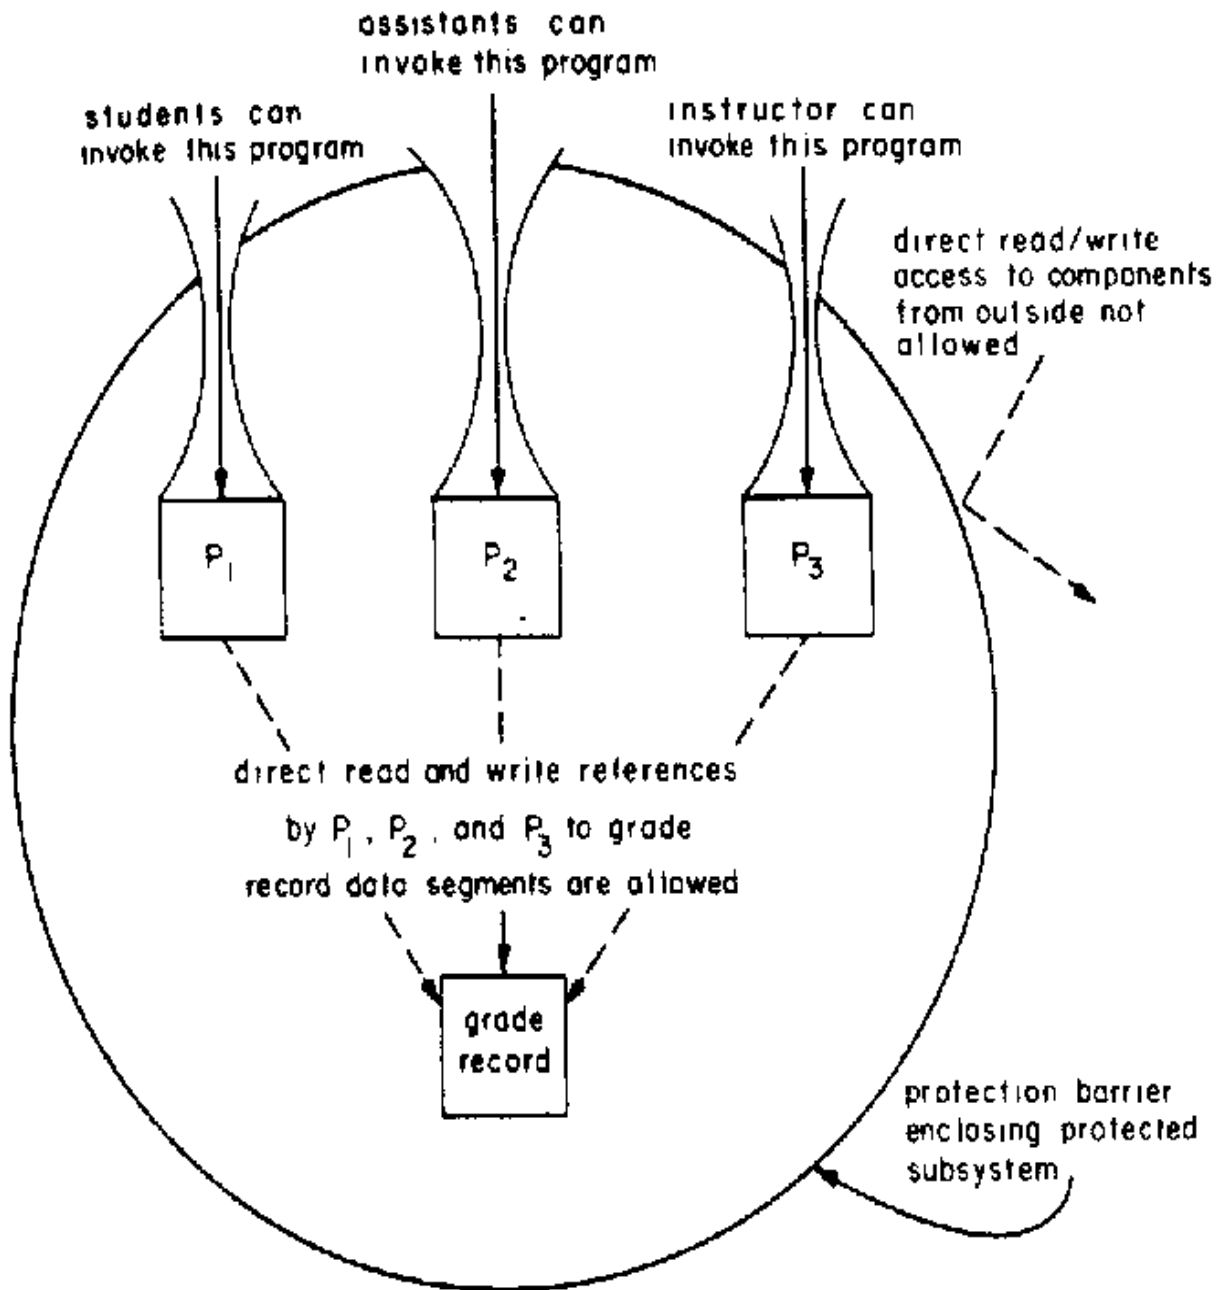 assistants can
invoke this program
students can
invoke this program
instructor can
invoke this program
direct read/write
access to components
from outside not
allowed
P1
P2
P3
direct read and write references
by P1, P2, and P3 to grade
record data segments are allowed
grade
record
protection barrier
enclosing protected
subsystem